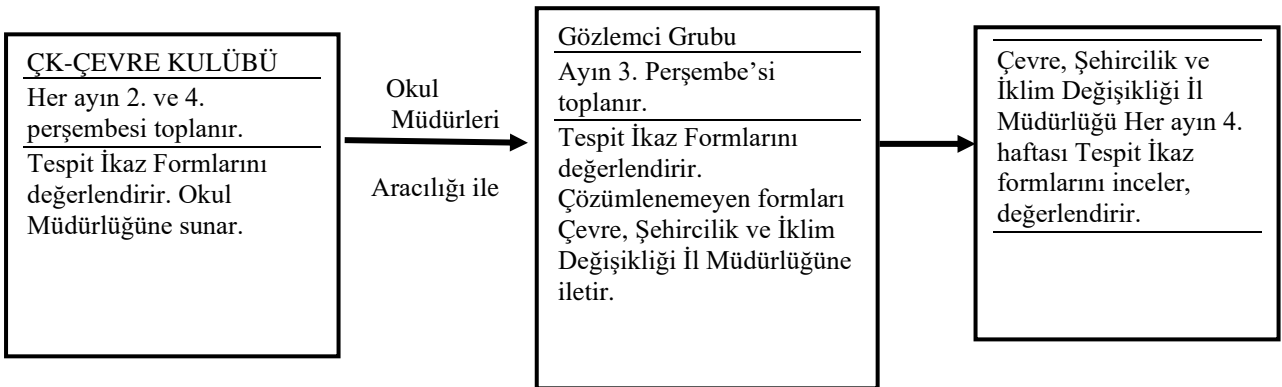 ÇK-ÇEVRE KULÜBÜ
Her ayın 2. ve 4.
perşembesi toplanır.
Tespit İkaz Formlarını
değerlendirir. Okul
Müdürlüğüne sunar.
Okul
Müdürleri
Aracılığı ile
Gözlemci Grubu
Ayın 3. Perşembe’si
toplanır.
Tespit İkaz Formlarını
değerlendirir.
Çözümlenemeyen formları
Çevre, Şehircilik ve İklim
Değişikliği İl Müdürlüğüne
iletir.
Çevre, Şehircilik ve
İklim Değişikliği İl
Müdürlüğü Her ayın 4.
haftası Tespit İkaz
formlarını inceler,
değerlendirir.